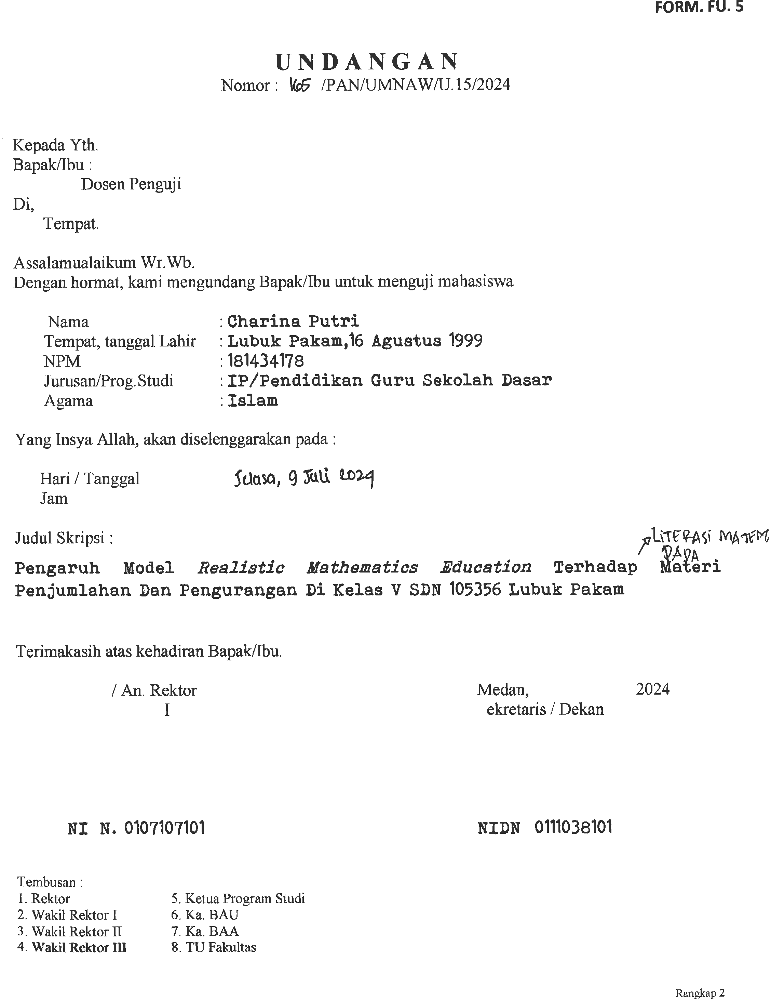 FORM. FU. 5
UNDANGAN
Nomor : 165 /PAN/UMNAW/U.15/2024
Kepada Yth.
Bapak/Ibu :
Dosen Penguji
Di,
Tempat.
Assalamualaikum Wr.Wb.
Dengan hormat, kami mengundang Bapak/Ibu untuk menguji mahasiswa
Nama : Charina Putri
Tempat, tanggal Lahir : Lubuk Pakam,16 Agustus 1999
NPM : 181434178
Jurusan/Prog.Studi : IP/Pendidikan Guru Sekolah Dasar
Agama : Islam
Yang Insya Allah, akan diselenggarakan pada :
Hari / Tanggal Selasa, 9 Juli 2024
Jam
Judul Skripsi :
LITERASI MATEM
PADA
Pengaruh Model Realistic Mathematics Education Terhadap Materi
Penjumlahan Dan Pengurangan Di Kelas V SDN 105356 Lubuk Pakam
Terimakasih atas kehadiran Bapak/Ibu.
/ An. Rektor Medan, 2024
I ekretaris / Dekan
NI N. 0107107101 NIDN 0111038101
Tembusan :
1. Rektor 5. Ketua Program Studi
2. Wakil Rektor I 6. Ka. BAU
3. Wakil Rektor II 7. Ka. BAA
4. Wakil Rektor III 8. TU Fakultas
Rangkap 2